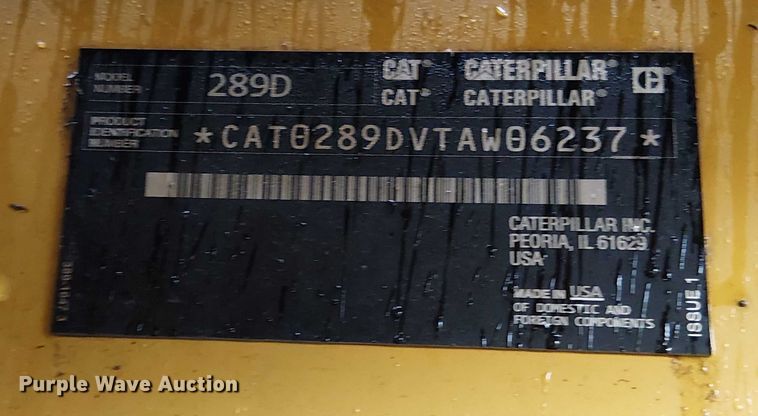 MODEL NUMBER 289D
CAT® CATERPILLAR® C
CAT® CATERPILLAR®
PRODUCT IDENTIFICATION NUMBER *CAT0289DVTAW06237*
CATERPILLAR INC.
PEORIA, IL 61629
USA
MADE IN USA
OF DOMESTIC AND
FOREIGN COMPONENTS
ISSUE 1
Purple Wave Auction